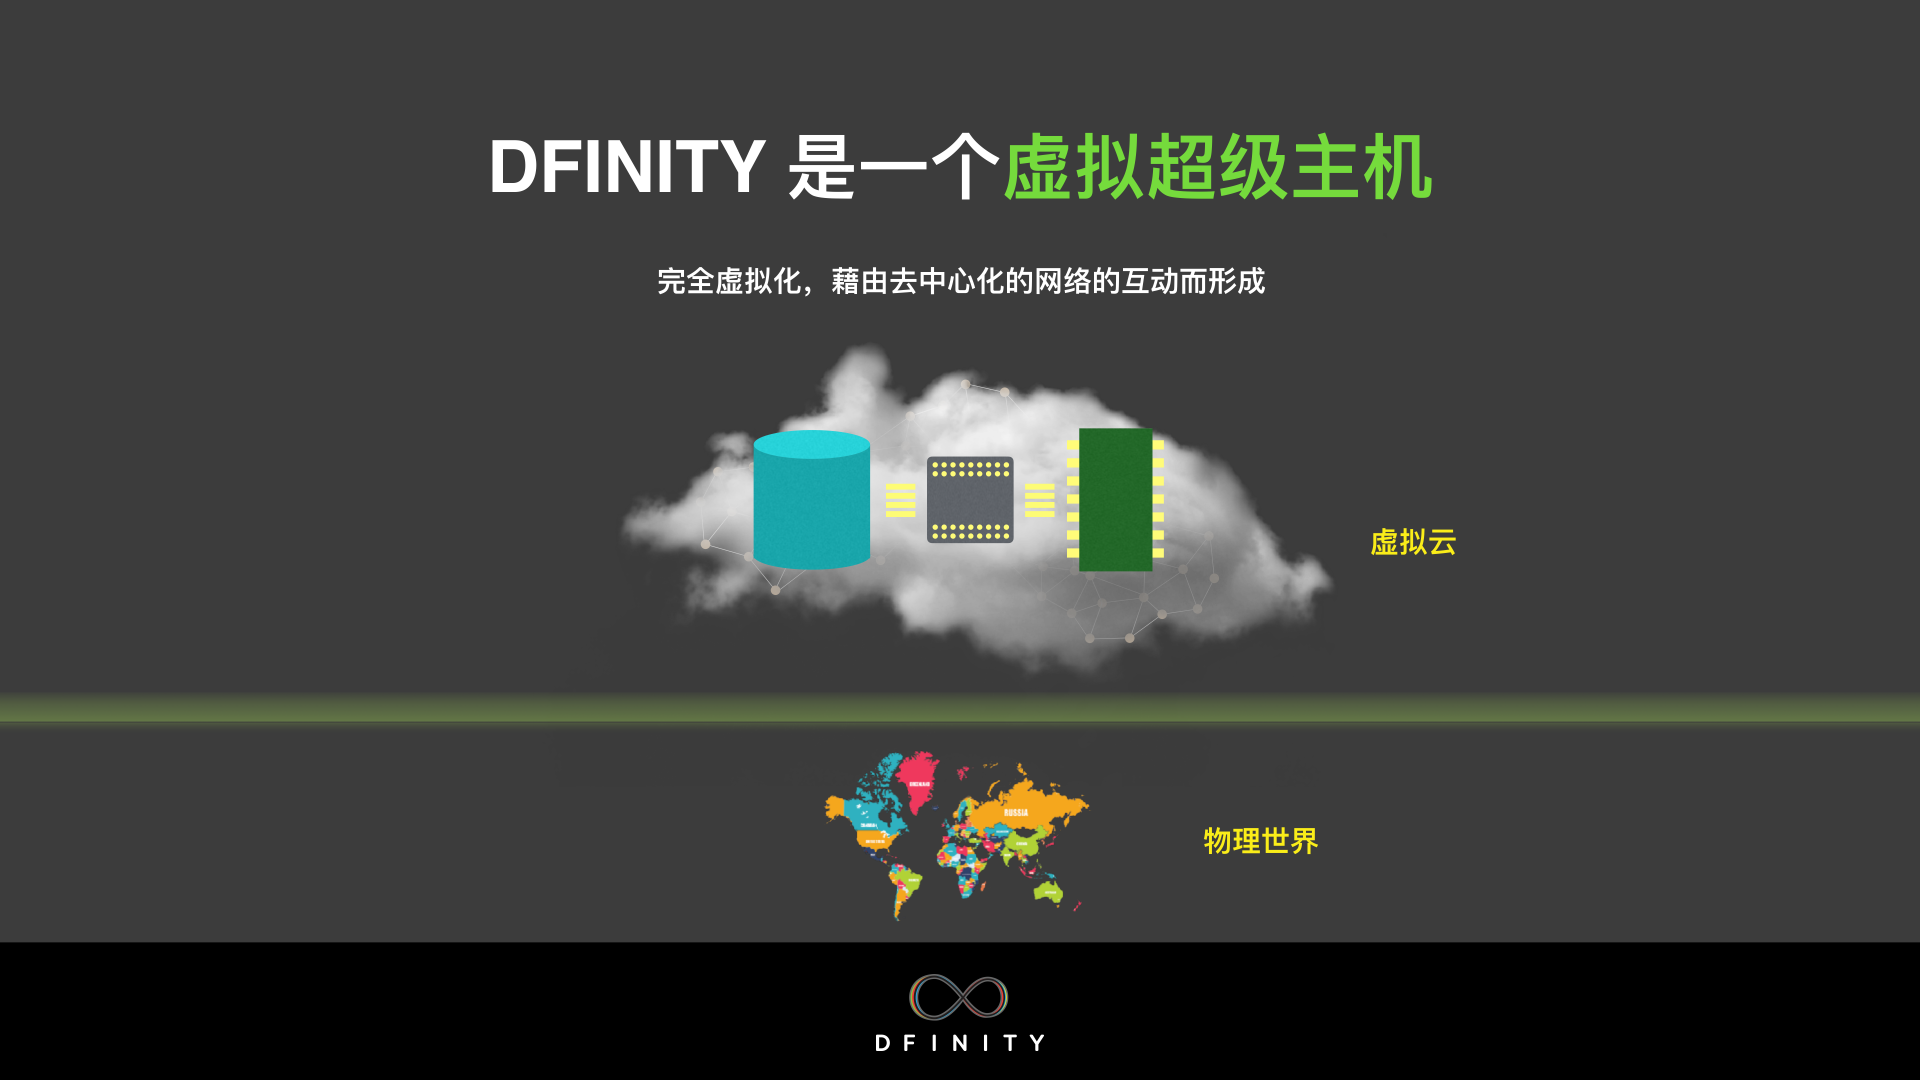 DFINITY 是一个虚拟超级主机
完全虚拟化，藉由去中心化的网络的互动而形成
虚拟云
RUSSIA
物理世界
DFINITY